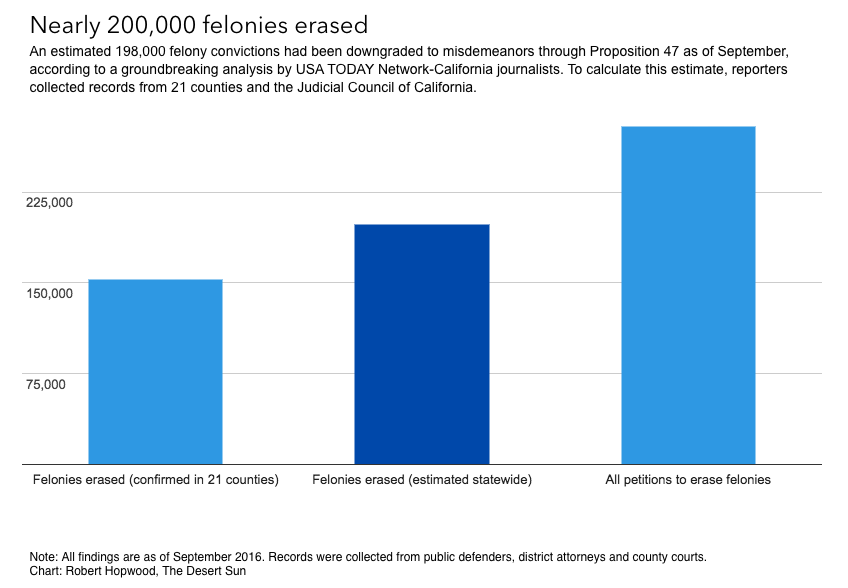 Nearly 200,000 felonies erased
An estimated 198,000 felony convictions had been downgraded to misdemeanors through Proposition 47 as of September,
according to a groundbreaking analysis by USA TODAY Network-California journalists. To calculate this estimate, reporters
collected records from 21 counties and the Judicial Council of California.
225,000
150,000
75,000
Felonies erased (confirmed in 21 counties)
Felonies erased (estimated statewide)
All petitions to erase felonies
Note: All findings are as of September 2016. Records were collected from public defenders, district attorneys and county courts.
Chart: Robert Hopwood, The Desert Sun